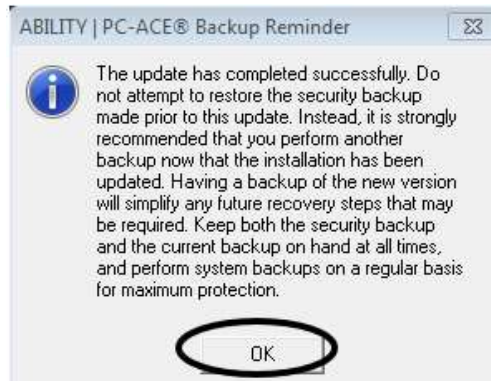 ABILITY | PC-ACE® Backup Reminder
The update has completed successfully. Do
not attempt to restore the security backup
made prior to this update. Instead, it is strongly
recommended that you perform another
backup now that the installation has been
updated. Having a backup of the new version
will simplify any future recovery steps that may
be required. Keep both the security backup
and the current backup on hand at all times,
and perform system backups on a regular basis
for maximum protection.
OK